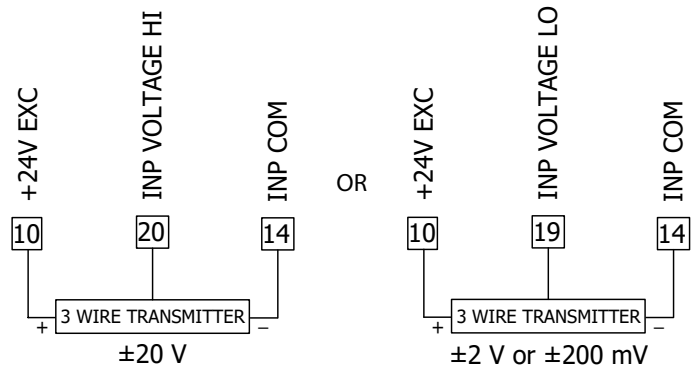 +24V EXC
INP VOLTAGE HI
INP COM
10
20
14
+ 3 WIRE TRANSMITTER −
±20 V
OR
+24V EXC
INP VOLTAGE LO
INP COM
10
19
14
+ 3 WIRE TRANSMITTER −
±2 V or ±200 mV